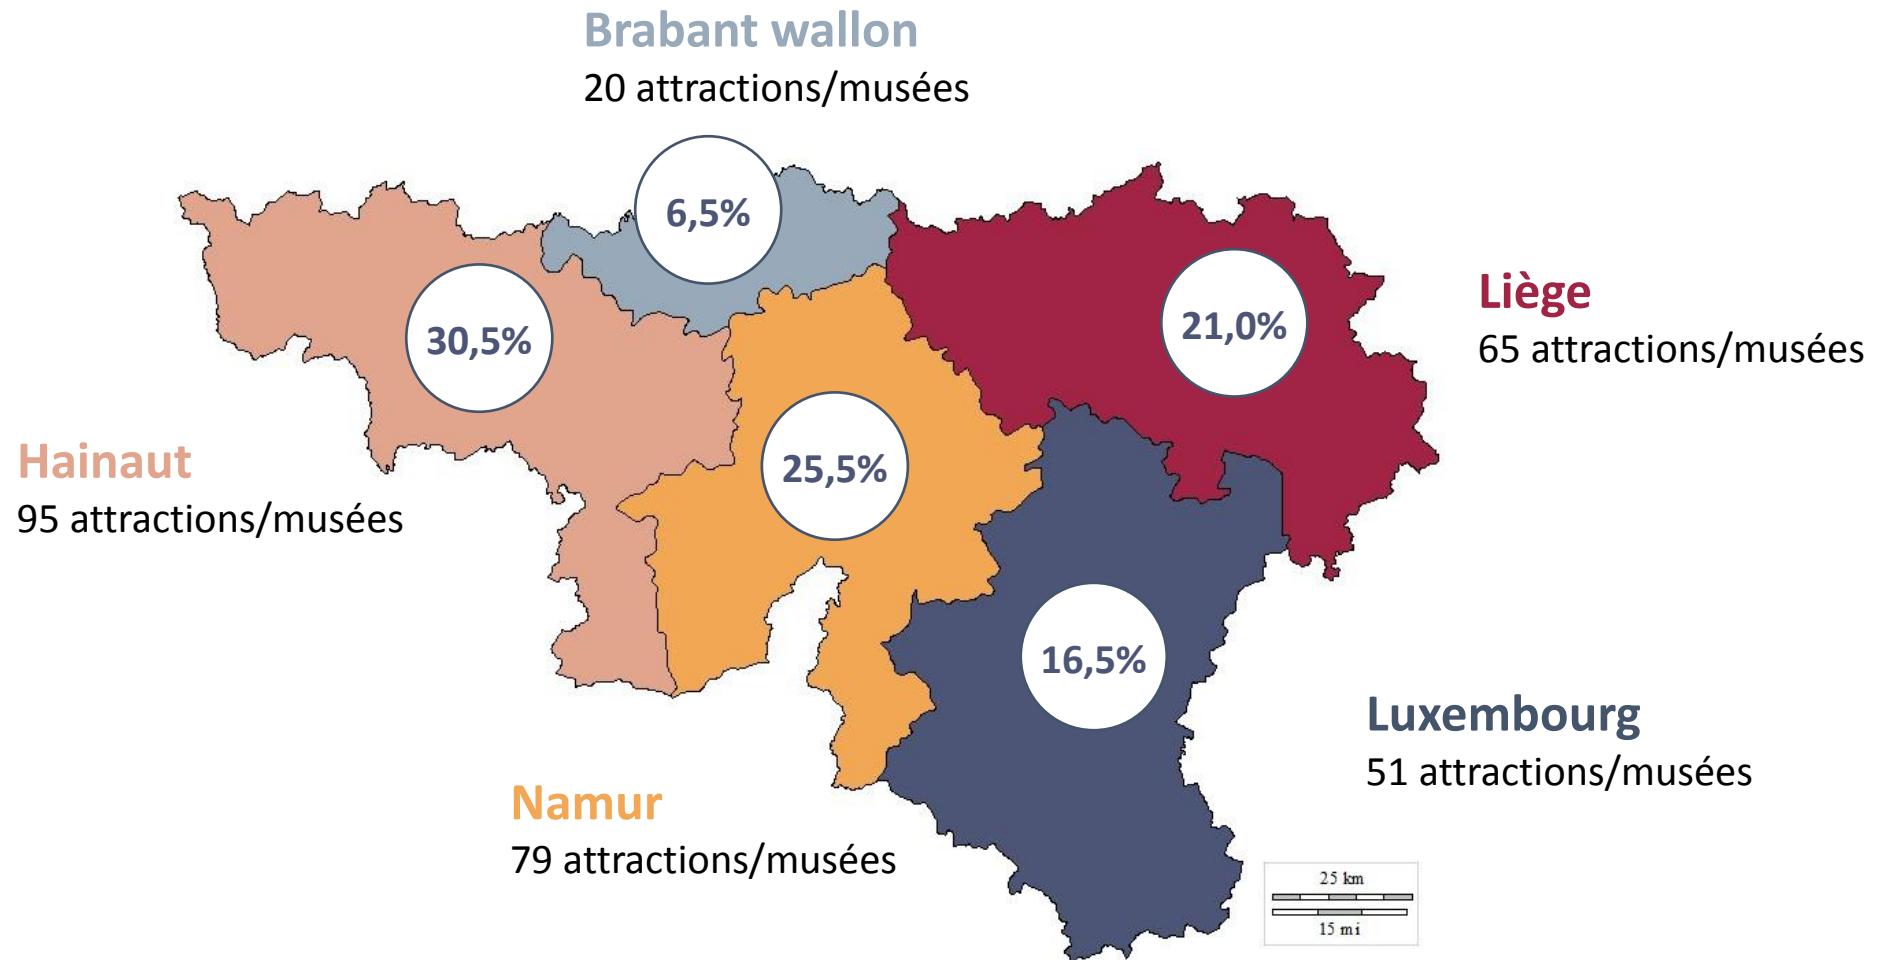 Brabant wallon
20 attractions/musées
6,5%
30,5%
21,0%
Liège
65 attractions/musées
25,5%
Hainaut
95 attractions/musées
16,5%
Luxembourg
51 attractions/musées
Namur
79 attractions/musées
25 km
15 mi